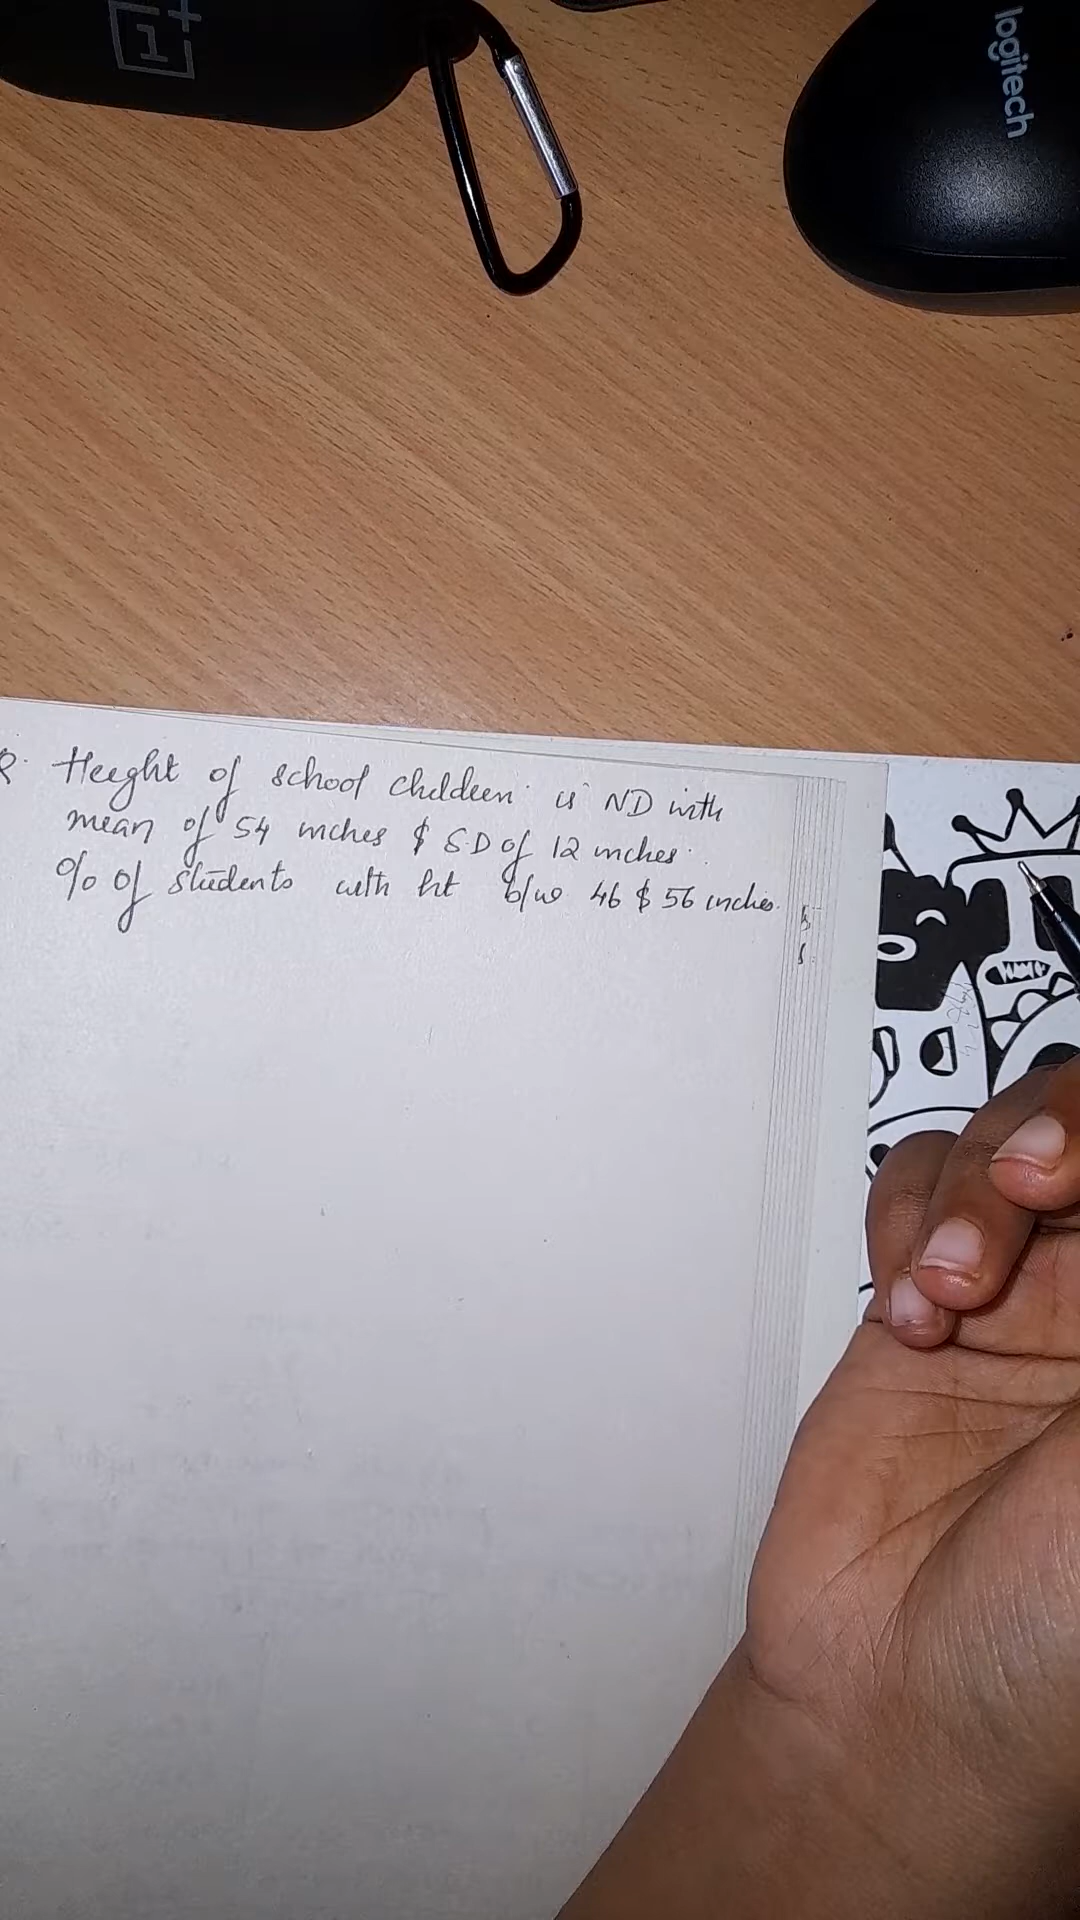 1+
logitech
Q. Height of school children is ND with
mean of 54 inches & S.D of 12 inches.
% of students with ht b/w 46 & 56 inches.